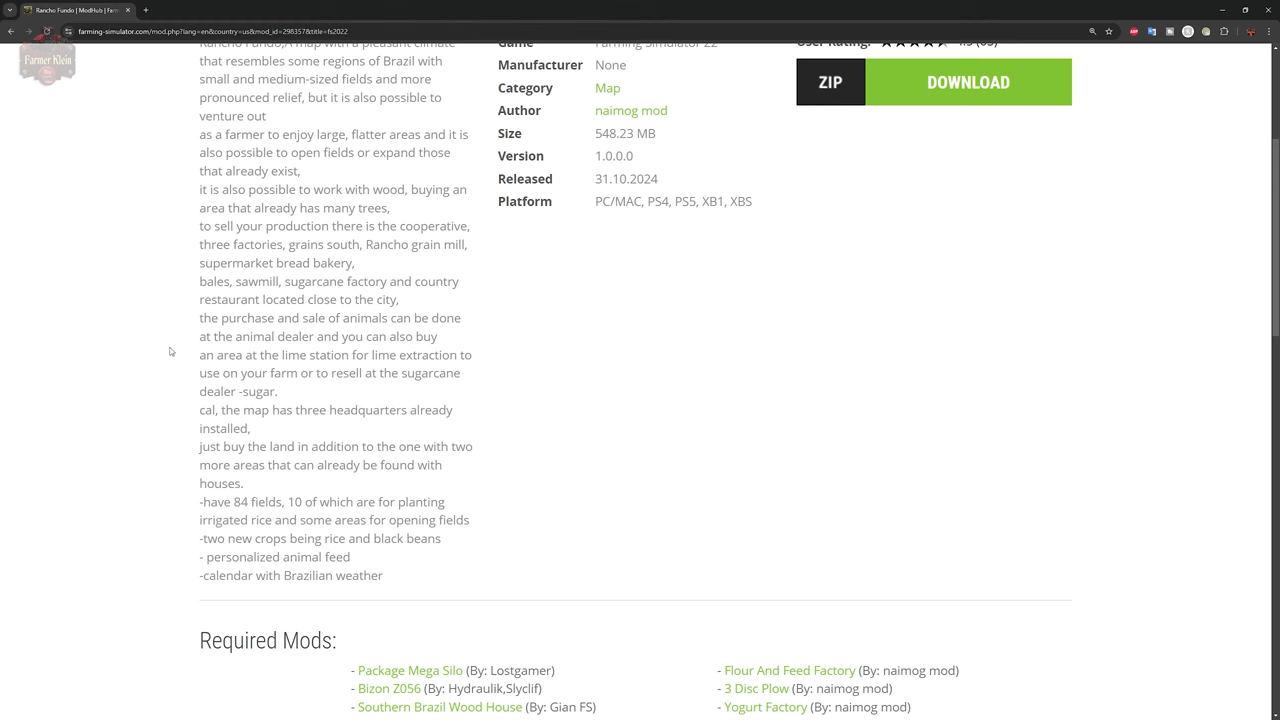 Rancho Fundo | ModHub | Farm
farming-simulator.com/mod.php?lang=en&country=us&mod_id=298357&title=fs2022
Farmer Klein
Rancho Fundo,A map with a pleasant climate
that resembles some regions of Brazil with
small and medium-sized fields and more
pronounced relief, but it is also possible to
venture out
as a farmer to enjoy large, flatter areas and it is
also possible to open fields or expand those
that already exist,
it is also possible to work with wood, buying an
area that already has many trees,
to sell your production there is the cooperative,
three factories, grains south, Rancho grain mill,
supermarket bread bakery,
bales, sawmill, sugarcane factory and country
restaurant located close to the city,
the purchase and sale of animals can be done
at the animal dealer and you can also buy
an area at the lime station for lime extraction to
use on your farm or to resell at the sugarcane
dealer -sugar.
cal, the map has three headquarters already
installed,
just buy the land in addition to the one with two
more areas that can already be found with
houses.
-have 84 fields, 10 of which are for planting
irrigated rice and some areas for opening fields
-two new crops being rice and black beans
- personalized animal feed
-calendar with Brazilian weather
Game Farming Simulator 22
Manufacturer None
Category Map
Author naimog mod
Size 548.23 MB
Version 1.0.0.0
Released 31.10.2024
Platform PC/MAC, PS4, PS5, XB1, XBS
User Rating:
ZIP DOWNLOAD
Required Mods:
- Package Mega Silo (By: Lostgamer)
- Bizon Z056 (By: Hydraulik,Slyclif)
- Southern Brazil Wood House (By: Gian FS)
- Flour And Feed Factory (By: naimog mod)
- 3 Disc Plow (By: naimog mod)
- Yogurt Factory (By: naimog mod)